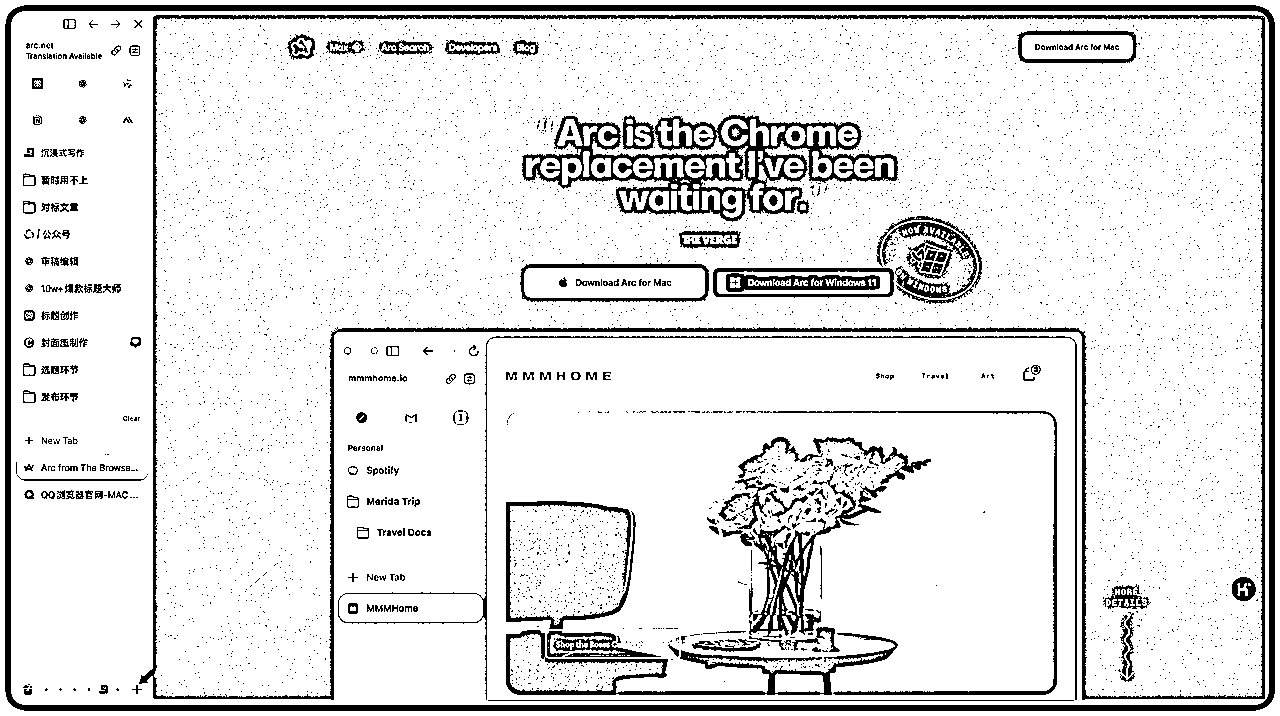 arc.net
Translation Available
沉浸式写作
暂时用不上
对标文章
/ 公众号
审稿编辑
10w+爆款标题大师
标题创作
封面图制作
选题环节
发布环节
Clear
New Tab
Arc from The Browse...
QQ浏览器官网-MAC...
Max
Arc Search
Developers
Blog
Download Arc for Mac
"Arc is the Chrome
replacement I've been
waiting for."
THE VERGE
NOW AVAILABLE
ON WINDOWS
Download Arc for Mac
Download Arc for Windows 11
mmmhome.io
Personal
Spotify
Merida Trip
Travel Docs
New Tab
MMMHome
MMMHOME
Shop
Travel
Art
Shop the Icons
MORE
DETAILS